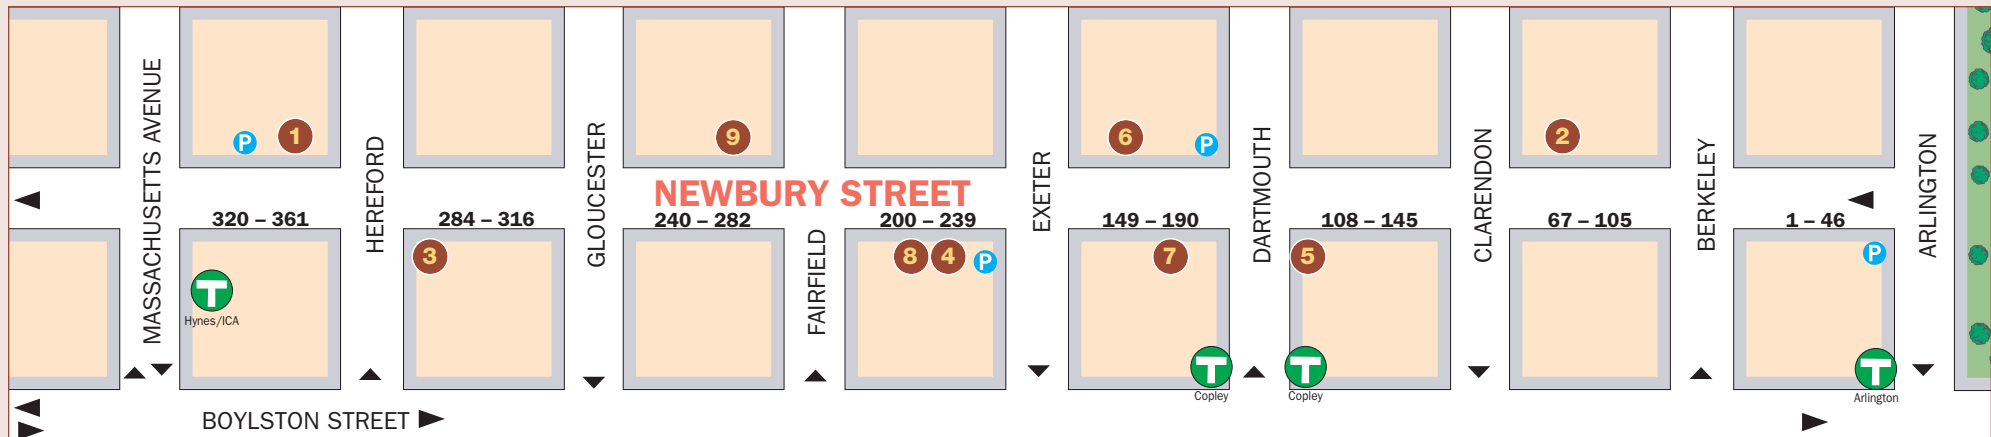 MASSACHUSETTS AVENUE
HEREFORD
GLOUCESTER
FAIRFIELD
EXETER
DARTMOUTH
CLARENDON
BERKELEY
ARLINGTON
P 1
9
6 P
2
NEWBURY STREET
320 – 361
284 – 316
240 – 282
200 – 239
149 – 190
108 – 145
67 – 105
1 – 46
3
8 4 P
7
5
P
T
Hynes/ICA
T
Copley
T
Copley
T
Arlington
BOYLSTON STREET